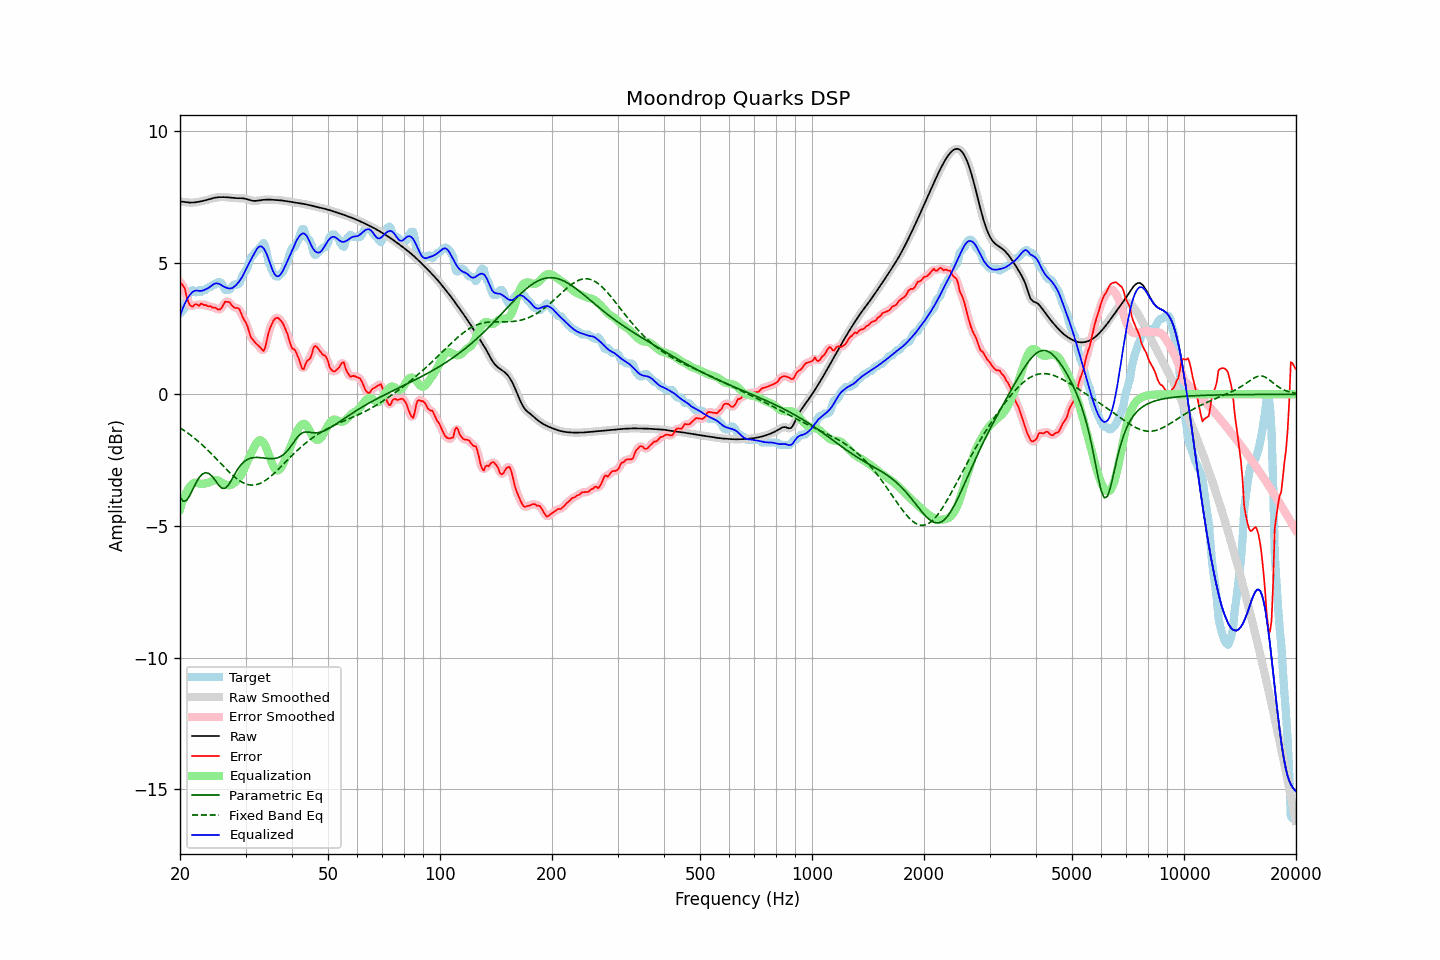 Moondrop Quarks DSP
10
5
0
−5
−10
−15
Amplitude (dBr)
Target
Raw Smoothed
Error Smoothed
Raw
Error
Equalization
Parametric Eq
Fixed Band Eq
Equalized
20 50 100 200 500 1000 2000 5000 10000 20000
Frequency (Hz)